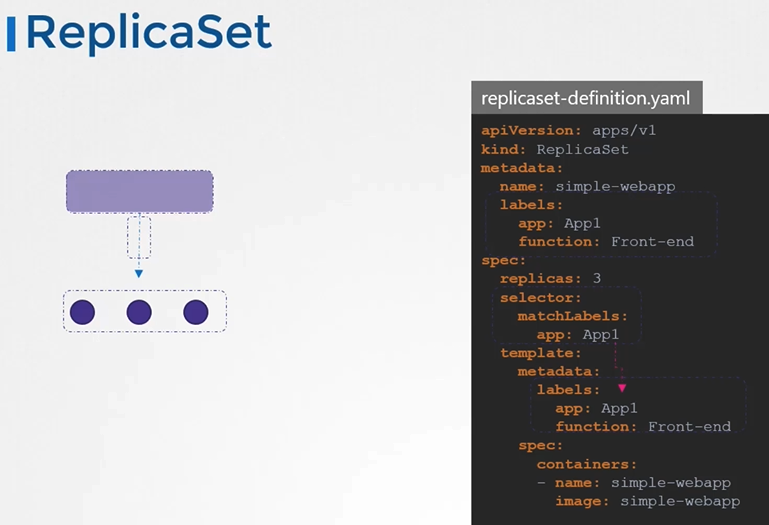 ReplicaSet
replicaset-definition.yaml
apiVersion: apps/v1
kind: ReplicaSet
metadata:
  name: simple-webapp
  labels:
    app: App1
    function: Front-end
spec:
  replicas: 3
  selector:
    matchLabels:
      app: App1
  template:
    metadata:
      labels:
        app: App1
        function: Front-end
    spec:
      containers:
      - name: simple-webapp
        image: simple-webapp